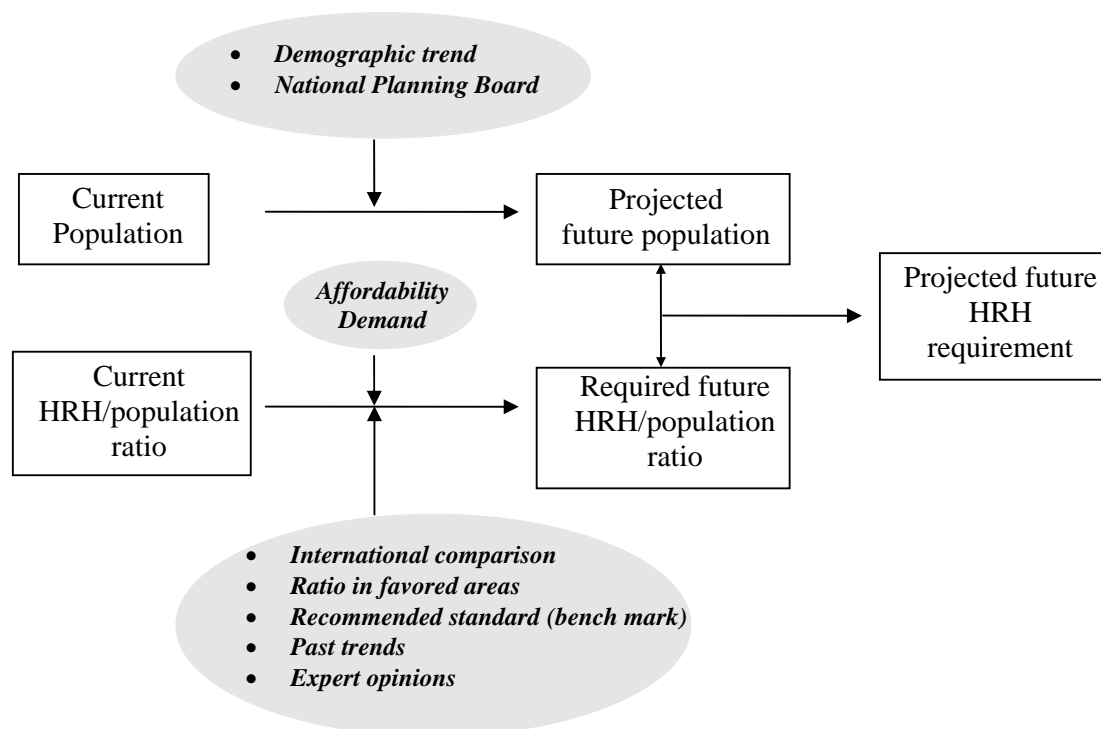 • Demographic trend
• National Planning Board
Current
Population
Projected
future population
Affordability
Demand
Projected future
HRH
requirement
Current
HRH/population
ratio
Required future
HRH/population
ratio
• International comparison
• Ratio in favored areas
• Recommended standard (bench mark)
• Past trends
• Expert opinions